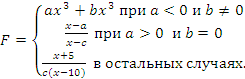 F = { ax³ + bx³ при a < 0 и b ≠ 0
(x−a)/(x−c) при a > 0 и b = 0
(x+5)/(c(x−10)) в остальных случаях.